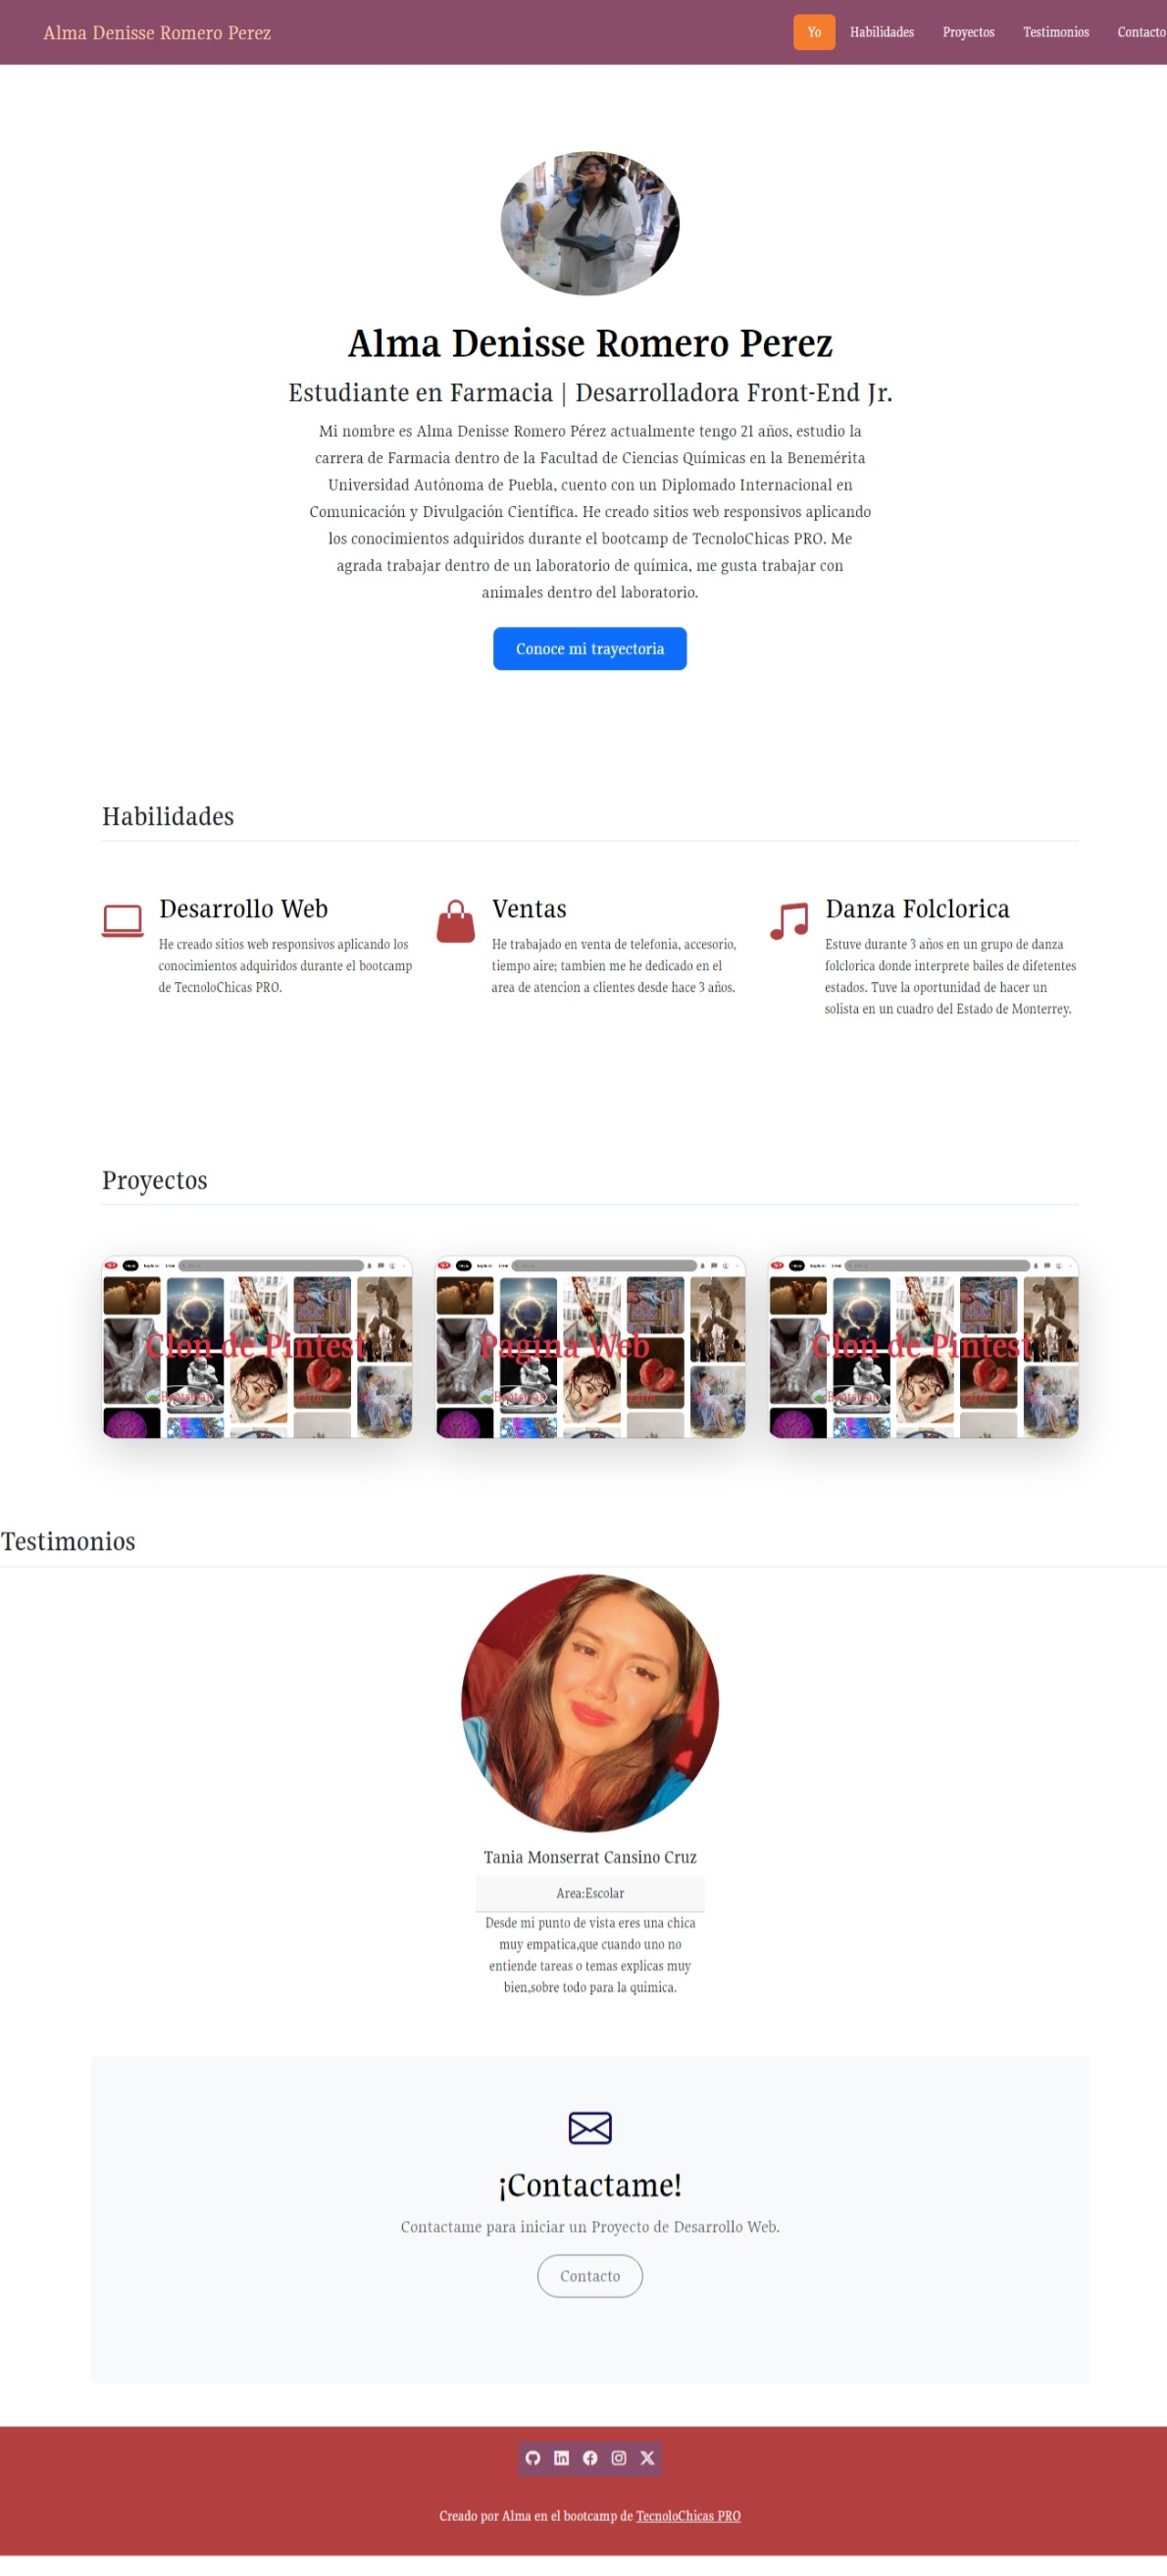 Alma Denisse Romero Perez
Yo Habilidades Proyectos Testimonios Contacto
Alma Denisse Romero Perez
Estudiante en Farmacia | Desarrolladora Front-End Jr.
Mi nombre es Alma Denisse Romero Pérez actualmente tengo 21 años, estudio la
carrera de Farmacia dentro de la Facultad de Ciencias Químicas en la Benemérita
Universidad Autónoma de Puebla, cuento con un Diplomado Internacional en
Comunicación y Divulgación Científica. He creado sitios web responsivos aplicando
los conocimientos adquiridos durante el bootcamp de TecnoloChicas PRO. Me
agrada trabajar dentro de un laboratorio de química, me gusta trabajar con
animales dentro del laboratorio.
Conoce mi trayectoria
Habilidades
Desarrollo Web
He creado sitios web responsivos aplicando los
conocimientos adquiridos durante el bootcamp
de TecnoloChicas PRO.
Ventas
He trabajado en venta de telefonia, accesorio,
tiempo aire; tambien me he dedicado en el
area de atencion a clientes desde hace 3 años.
Danza Folclorica
Estuve durante 3 años en un grupo de danza
folclorica donde interprete bailes de difetentes
estados. Tuve la oportunidad de hacer un
solista en un cuadro del Estado de Monterrey.
Proyectos
Clon de Pintest
Bootstrap
Pagina Web
Bootstrap
Clon de Pintest
Bootstrap
Testimonios
Tania Monserrat Cansino Cruz
Area:Escolar
Desde mi punto de vista eres una chica
muy empatica,que cuando uno no
entiende tareas o temas explicas muy
bien,sobre todo para la quimica.
¡Contactame!
Contactame para iniciar un Proyecto de Desarrollo Web.
Contacto
Creado por Alma en el bootcamp de TecnoloChicas PRO